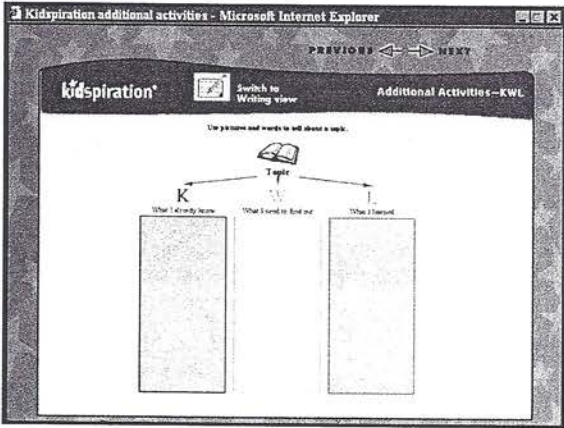 Kidspiration additional activities - Microsoft Internet Explorer
PREVIOUS NEXT
kidspiration®
Switch to
Writing view
Additional Activities–KWL
Use pictures and words to tell about a topic.
Topic
K W L
What I already know What I need to find out What I learned